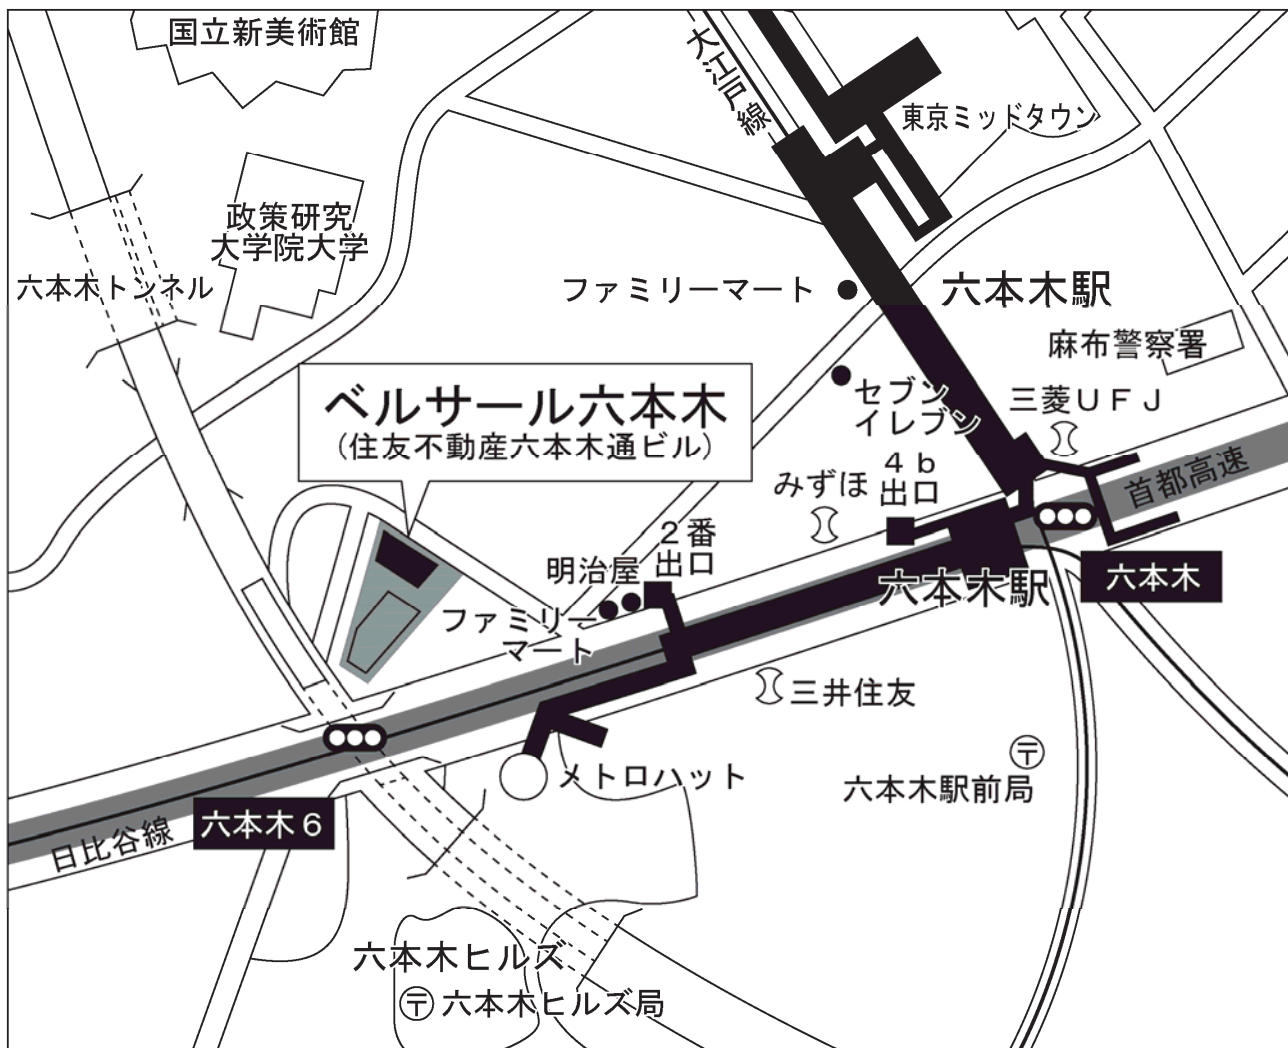 国立新美術館
大江戸線
東京ミッドタウン
政策研究
大学院大学
六本木トンネル
ファミリーマート
六本木駅
麻布警察署
ベルサール六本木
(住友不動産六本木通ビル)
セブン
イレブン
三菱ＵＦＪ
みずほ
４ｂ
出口
首都高速
２番
出口
明治屋
六本木駅
六本木
ファミリー
マート
三井住友
メトロハット
〒
六本木駅前局
六本木６
日比谷線
六本木ヒルズ
〒六本木ヒルズ局